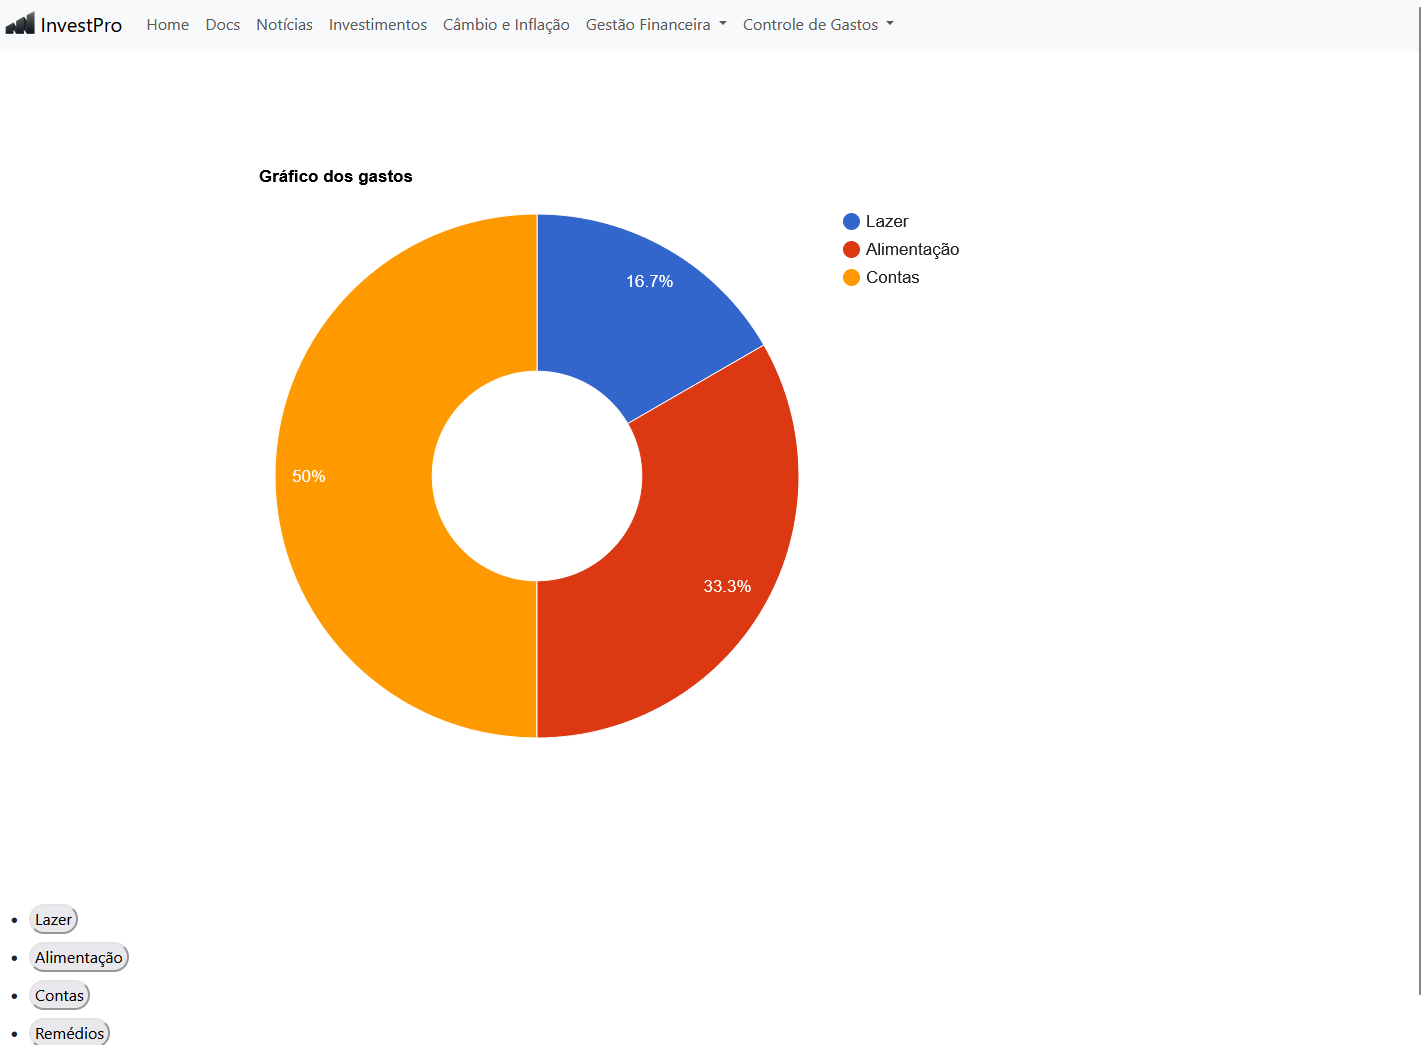 InvestPro Home Docs Notícias Investimentos Câmbio e Inflação Gestão Financeira Controle de Gastos
Gráfico dos gastos
Lazer
Alimentação
Contas
16.7%
50%
33.3%
Lazer
Alimentação
Contas
Remédios